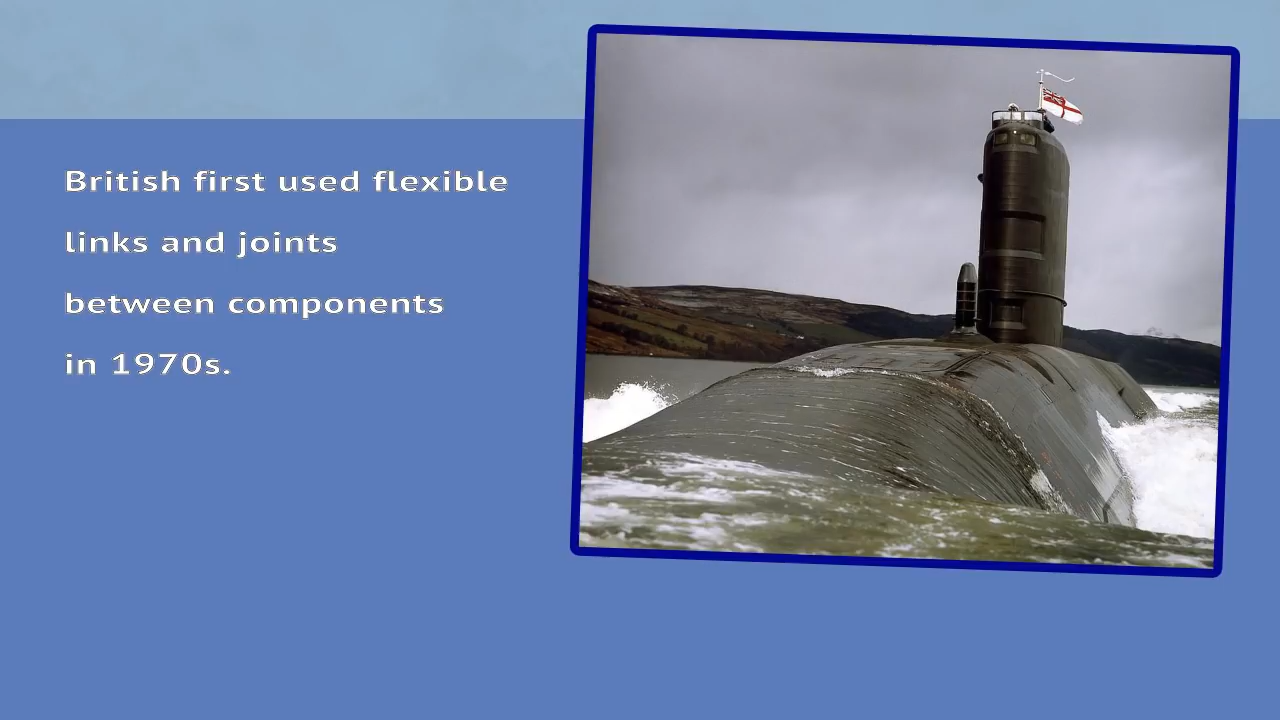 British first used flexible
links and joints
between components
in 1970s.